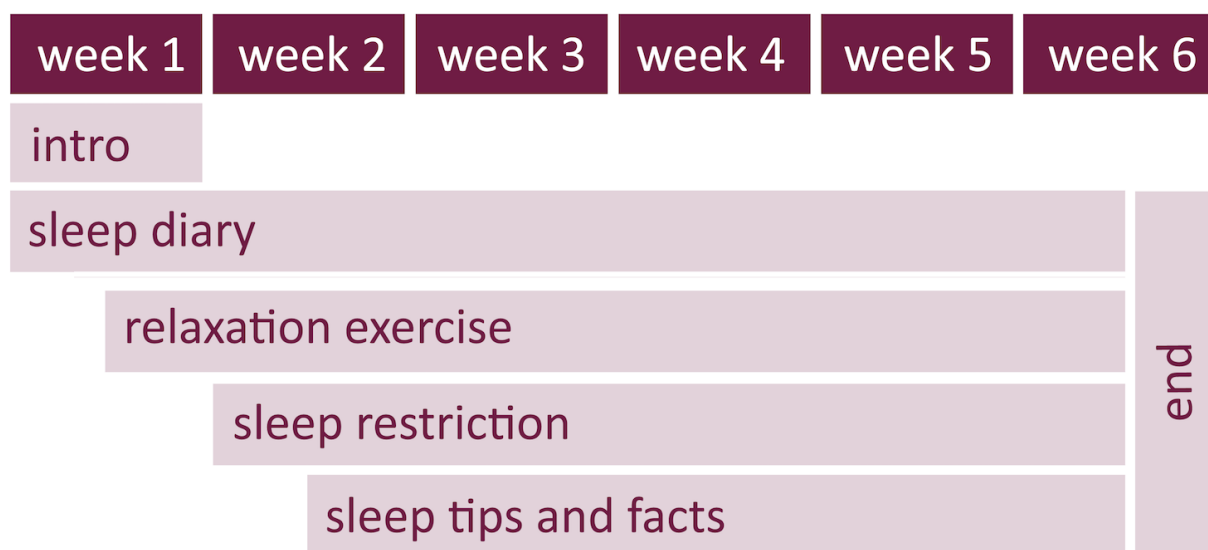 week 1 week 2 week 3 week 4 week 5 week 6
intro
sleep diary
relaxation exercise
sleep restriction
sleep tips and facts
end